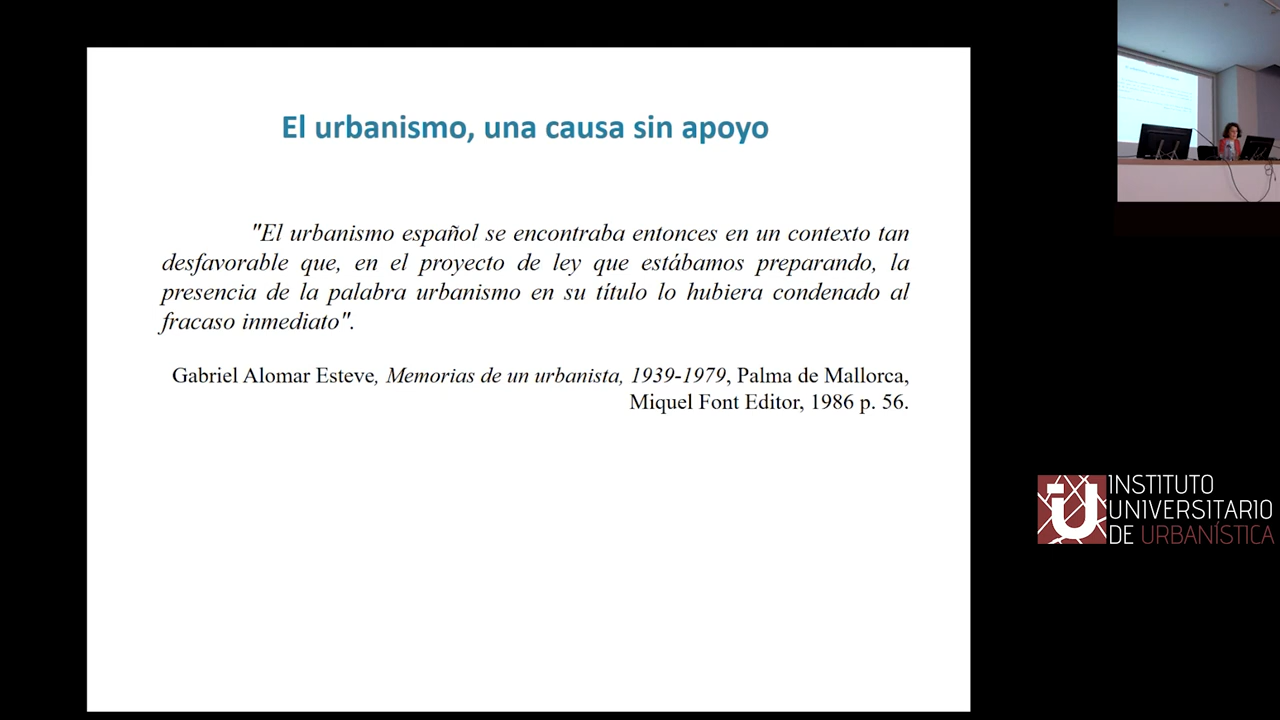 El urbanismo, una causa sin apoyo
"El urbanismo español se encontraba entonces en un contexto tan
desfavorable que, en el proyecto de ley que estábamos preparando, la
presencia de la palabra urbanismo en su título lo hubiera condenado al
fracaso inmediato".
Gabriel Alomar Esteve, Memorias de un urbanista, 1939-1979, Palma de Mallorca,
Miquel Font Editor, 1986 p. 56.
INSTITUTO
UNIVERSITARIO
DE URBANÍSTICA